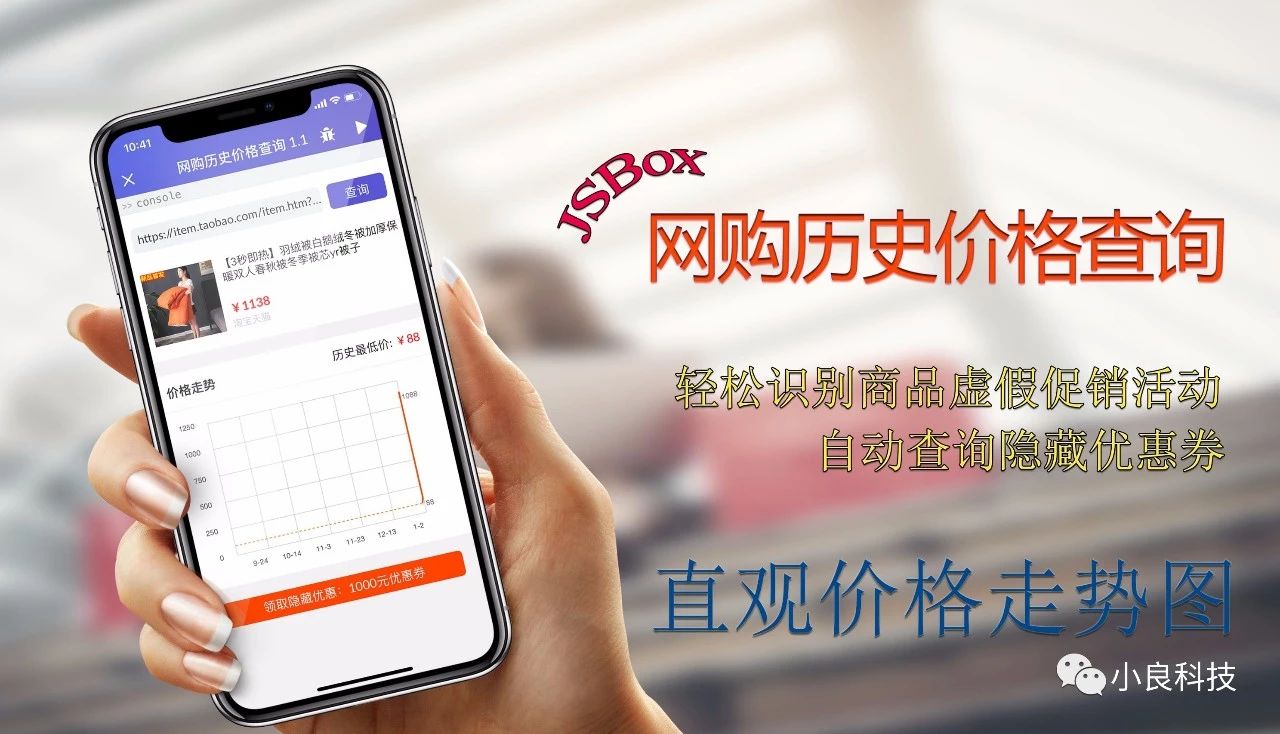 10:41
网购历史价格查询 1.1
>> console
https://item.taobao.com/item.htm?...
查询
【3秒即热】羽绒被白鹅绒冬被加厚保
暖双人春秋被冬季被芯yr被子
¥1138
淘宝天猫
历史最低价: ¥88
价格走势
1250
1000
750
500
250
0
1088
88
9-24
10-14
11-3
11-23
12-13
1-2
领取隐藏优惠：1000元优惠券
JSBox
网购历史价格查询
轻松识别商品虚假促销活动
自动查询隐藏优惠券
直观价格走势图
小良科技